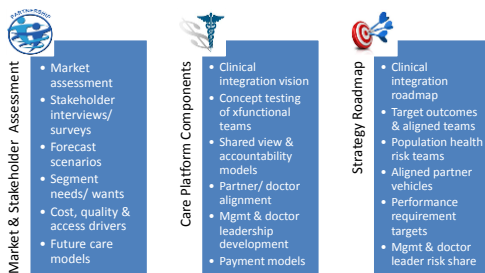 PARTNERSHIP
Market & Stakeholder Assessment
• Market
assessment
• Stakeholder
interviews/
surveys
• Forecast
scenarios
• Segment
needs/ wants
• Cost, quality &
access drivers
• Future care
models
Care Platform Components
• Clinical
integration vision
• Concept testing
of xfunctional
teams
• Shared view &
accountability
models
• Partner/ doctor
alignment
• Mgmt & doctor
leadership
development
• Payment models
Strategy Roadmap
• Clinical
integration
roadmap
• Target outcomes
& aligned teams
• Population health
risk teams
• Aligned partner
vehicles
• Performance
requirement
targets
• Mgmt & doctor
leader risk share